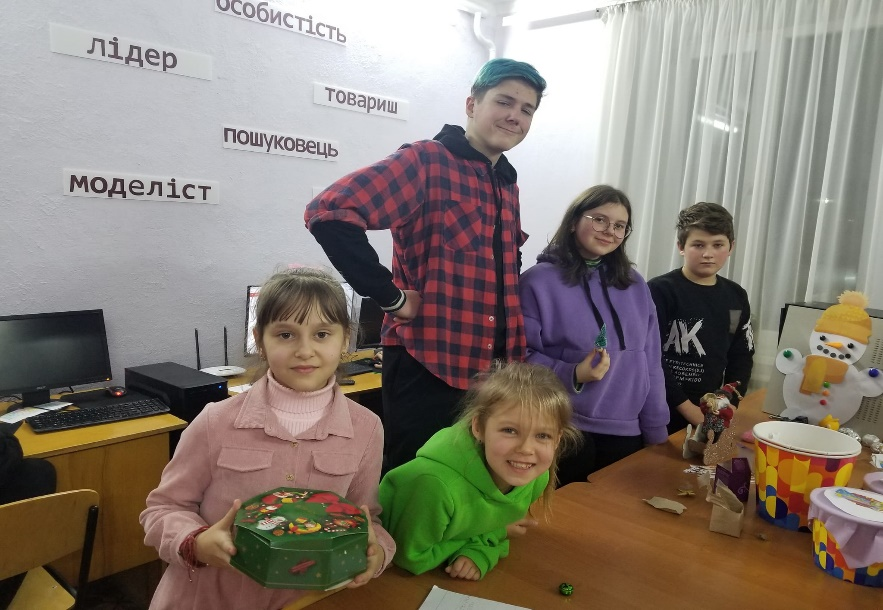 особистість
лідер
товариш
пошуковець
моделіст
AK